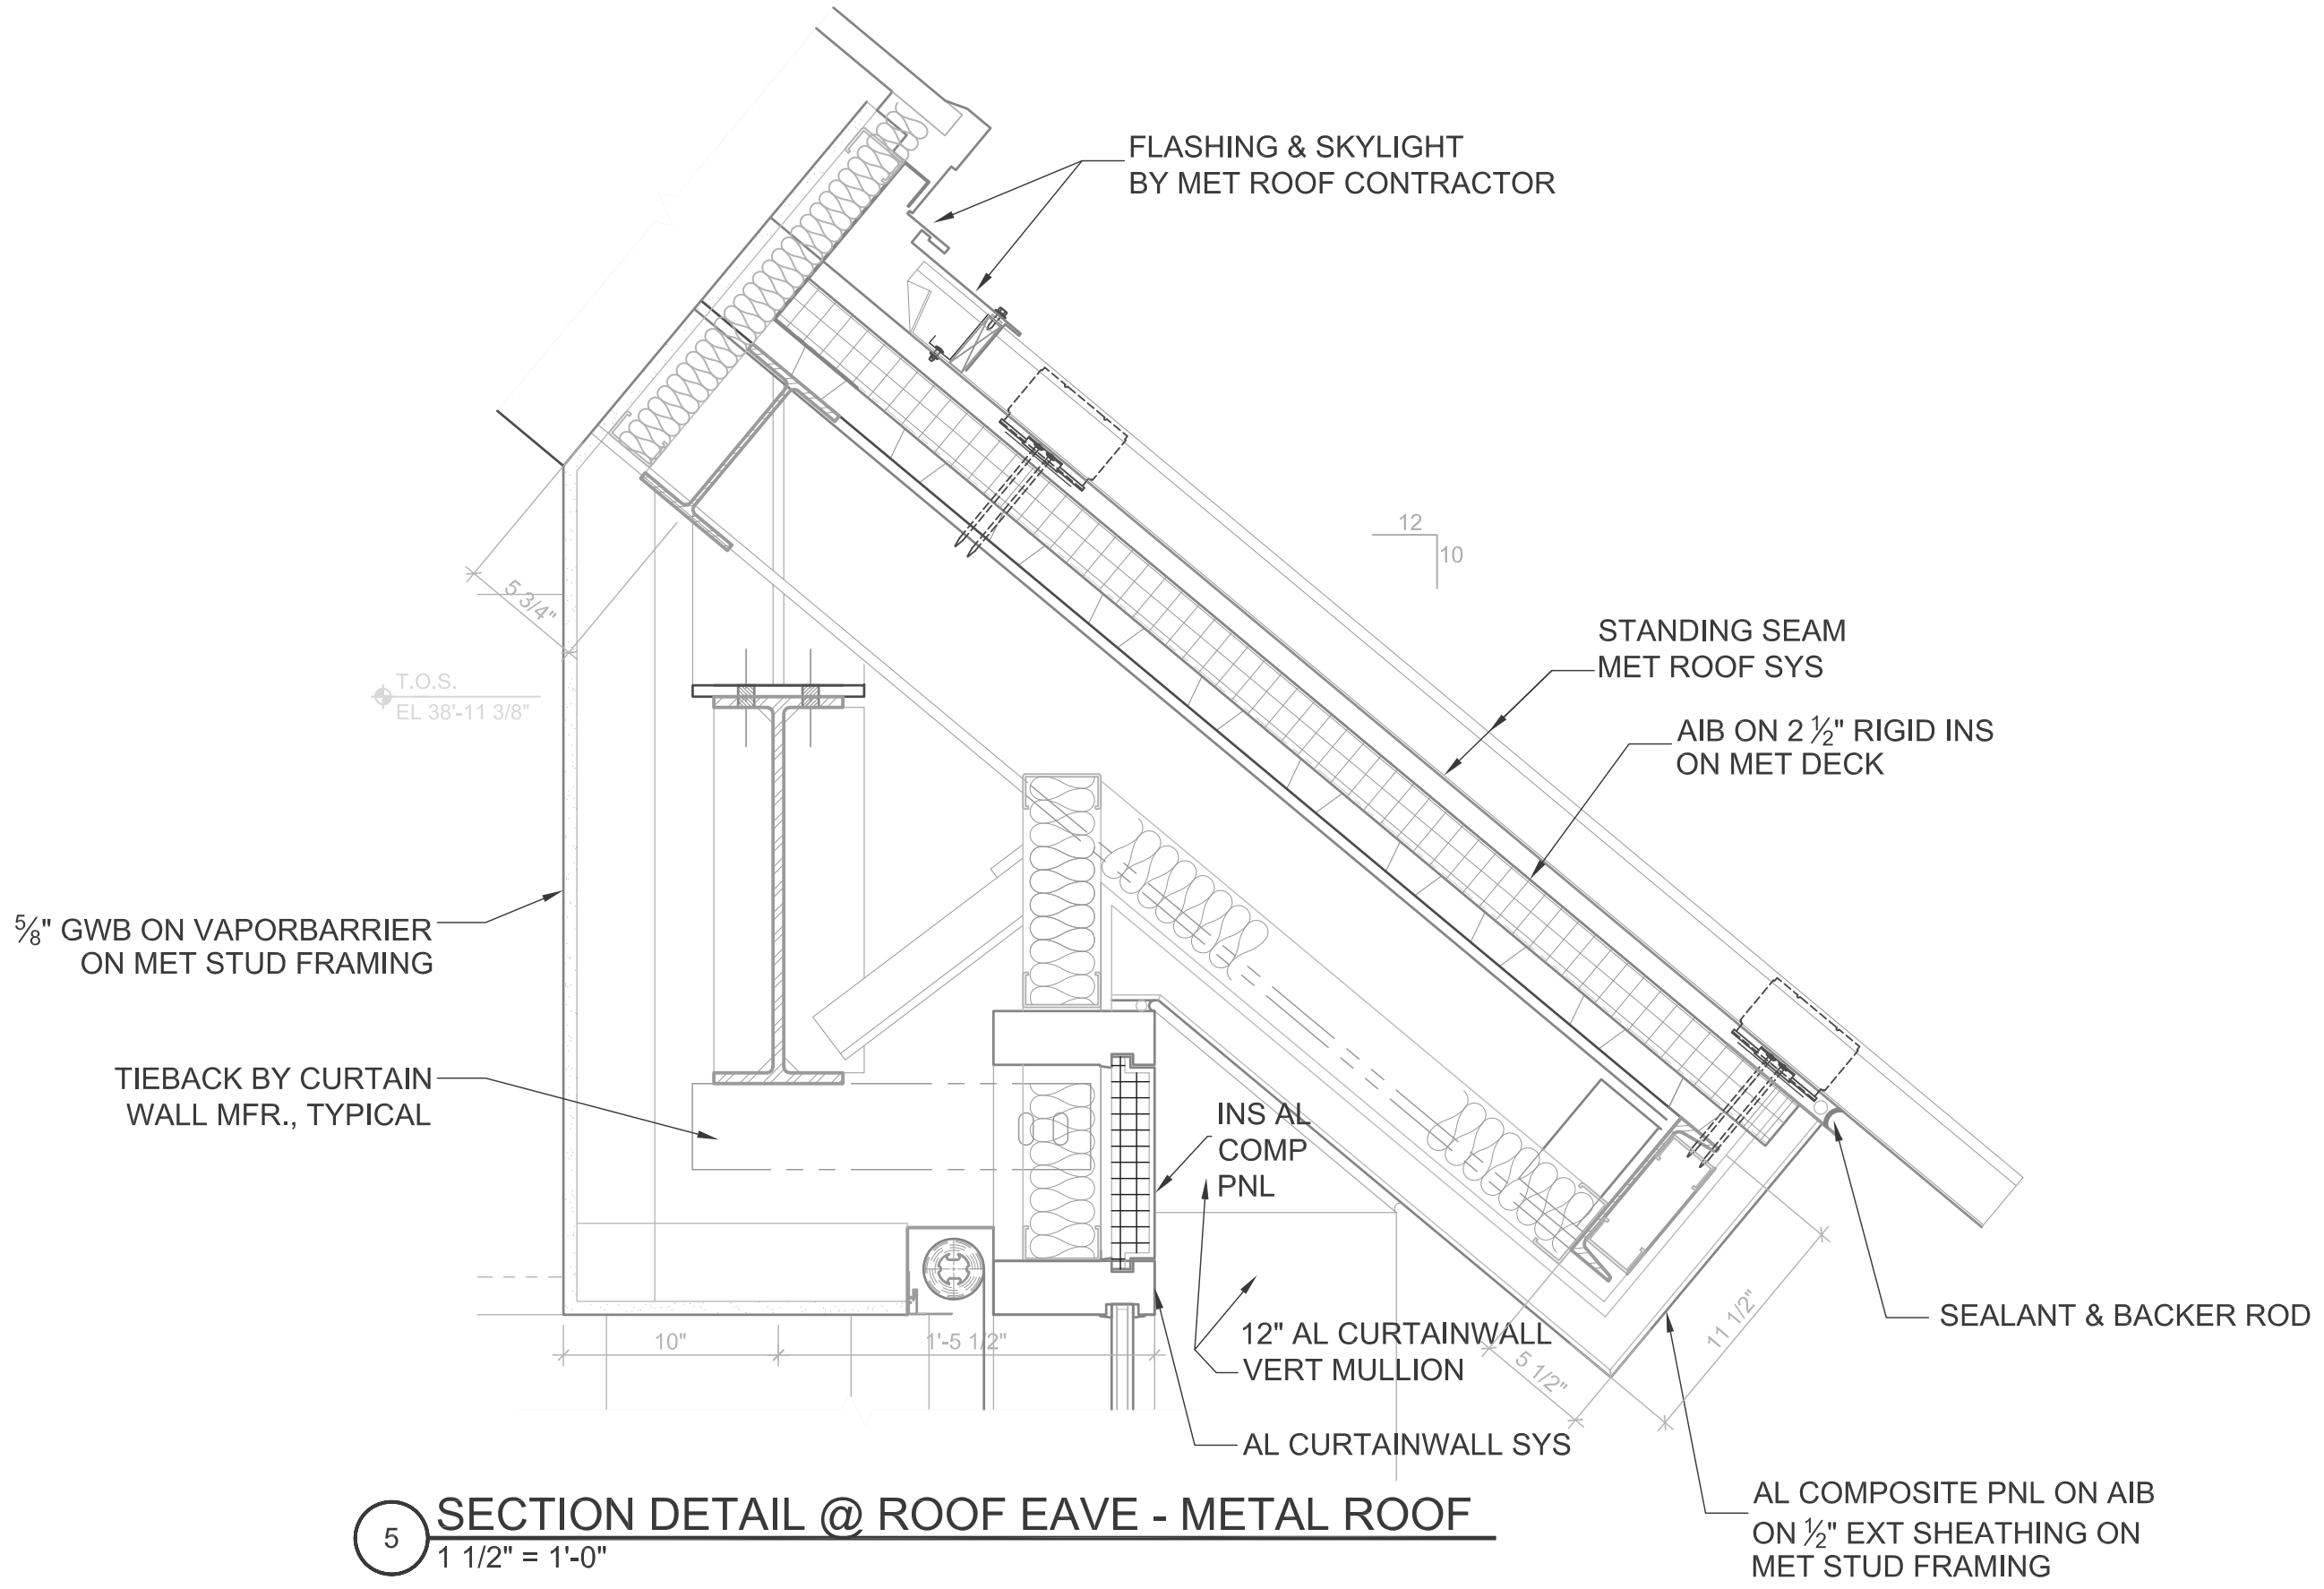 FLASHING & SKYLIGHT
BY MET ROOF CONTRACTOR
12
10
5 3/4"
STANDING SEAM
MET ROOF SYS
T.O.S.
EL 38'-11 3/8"
AIB ON 2 ½" RIGID INS
ON MET DECK
⅝" GWB ON VAPORBARRIER
ON MET STUD FRAMING
TIEBACK BY CURTAIN
WALL MFR., TYPICAL
INS AL
COMP
PNL
SEALANT & BACKER ROD
11 1/2"
10"
1'-5 1/2"
12" AL CURTAINWALL
VERT MULLION
5 1/2"
AL CURTAINWALL SYS
AL COMPOSITE PNL ON AIB
ON ½" EXT SHEATHING ON
MET STUD FRAMING
5
SECTION DETAIL @ ROOF EAVE - METAL ROOF
1 1/2" = 1'-0"